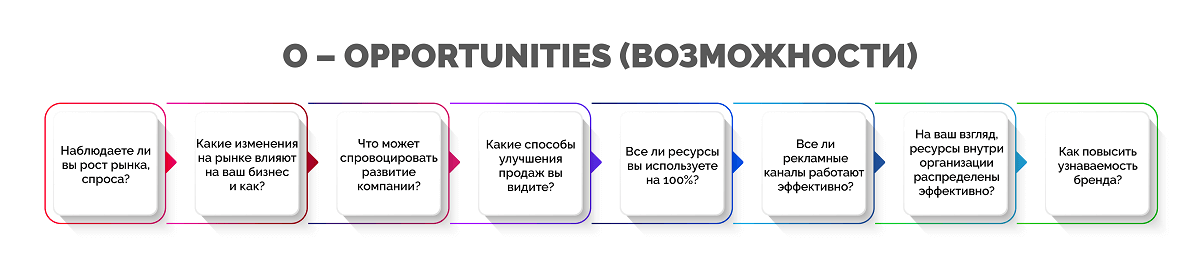 O – OPPORTUNITIES (ВОЗМОЖНОСТИ)
Наблюдаете ли
вы рост рынка,
спроса?
Какие изменения
на рынке влияют
на ваш бизнес
и как?
Что может
спровоцировать
развитие
компании?
Какие способы
улучшения
продаж вы
видите?
Все ли ресурсы
вы используете
на 100%?
Все ли
рекламные
каналы работают
эффективно?
На ваш взгляд,
ресурсы внутри
организации
распределены
эффективно?
Как повысить
узнаваемость
бренда?